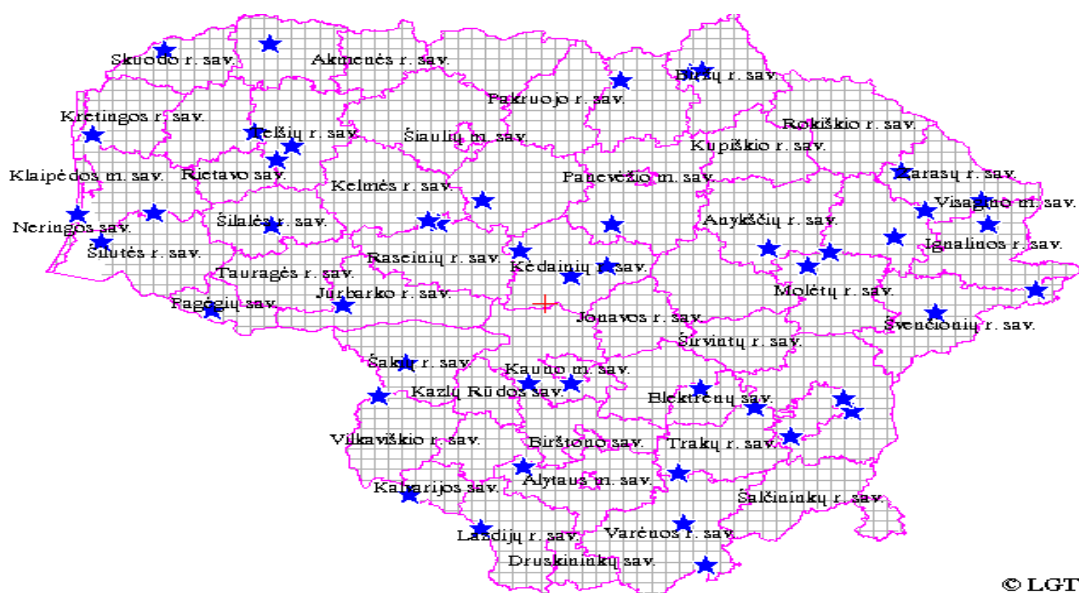 Skuodo r. sav.
Akmenės r. sav.
Biržų r. sav.
Pakruojo r. sav.
Kretingos r. sav.
Telšių r. sav.
Šiaulių m. sav.
Rokiškio r. sav.
Kupiškio r. sav.
Klaipėdos m. sav.
Rietavo sav.
Kelmės r. sav.
Panevėžio m. sav.
Zarasų r. sav.
Visagino m. sav.
Neringos sav.
Šilalės r. sav.
Anykščių r. sav.
Ignalinos r. sav.
Šilutės r. sav.
Raseinių r. sav.
Kėdainių r. sav.
Tauragės r. sav.
Pagėgių sav.
Jurbarko r. sav.
Molėtų r. sav.
Jonavos r. sav.
Švenčionių r. sav.
Širvintų r. sav.
Šakių r. sav.
Kauno m. sav.
Kazlų Rūdos sav.
Elektrėnų sav.
Vilkaviškio r. sav.
Birštono sav.
Trakų r. sav.
Kalvarijos sav.
Alytaus m. sav.
Šalčininkų r. sav.
Lazdijų r. sav.
Varėnos r. sav.
Druskininkų sav.
© LGT